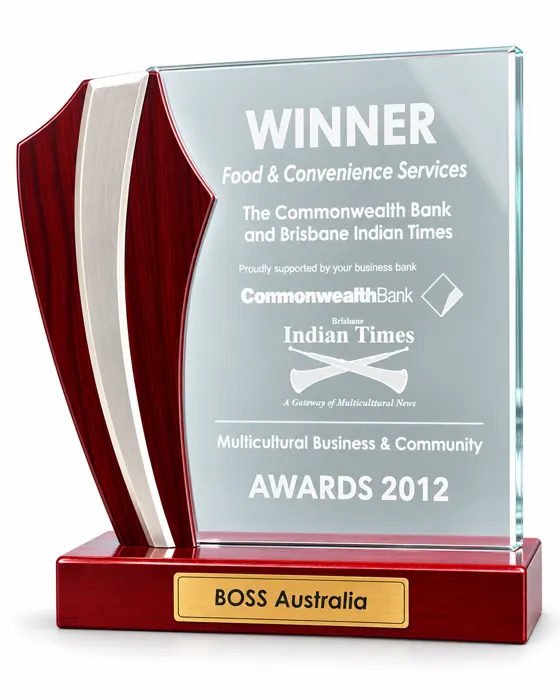 WINNER
Food & Convenience Services
The Commonwealth Bank
and Brisbane Indian Times
Proudly supported by your business bank
CommonwealthBank
Brisbane
Indian Times
A Gateway of Multicultural News
Multicultural Business & Community
AWARDS 2012
BOSS Australia